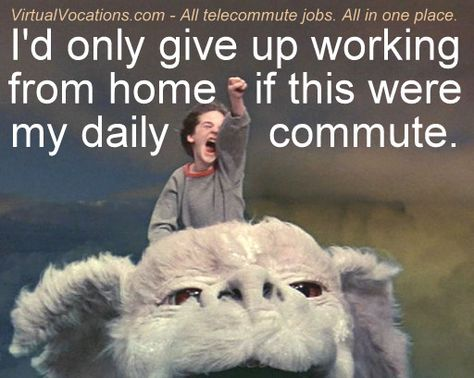 VirtualVocations.com - All telecommute jobs. All in one place.
I'd only give up working
from home if this were
my daily commute.